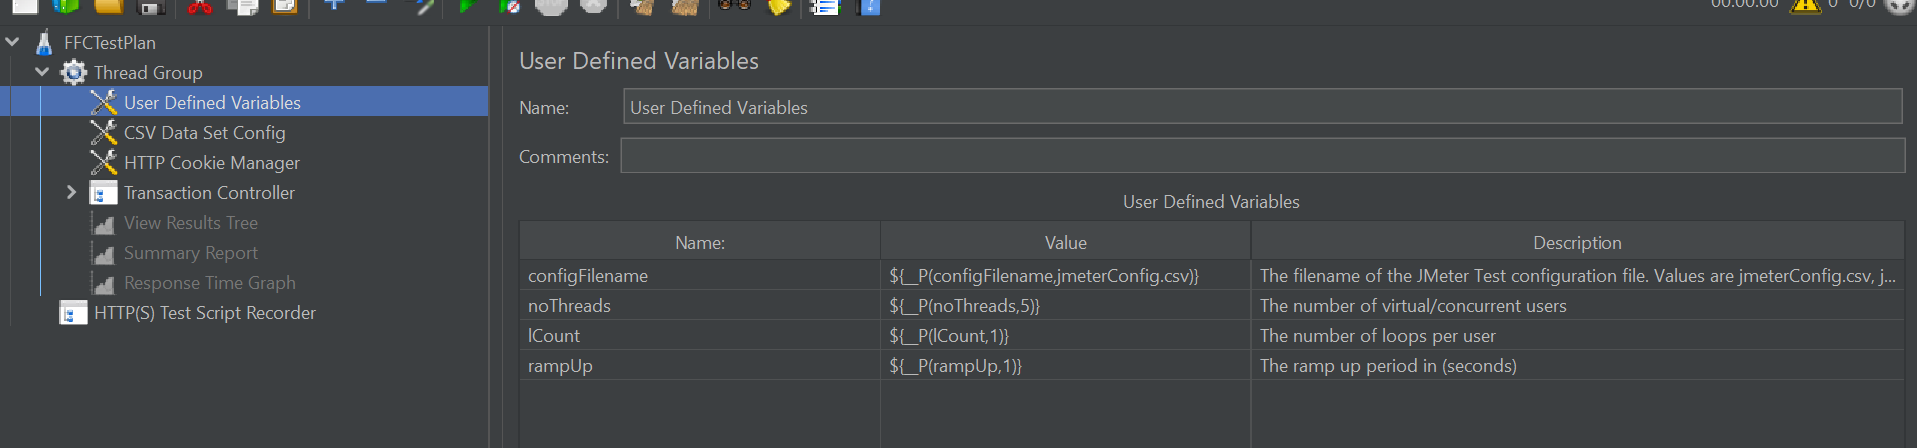 00:00:00 0 0/0
FFCTestPlan
Thread Group
User Defined Variables
CSV Data Set Config
HTTP Cookie Manager
Transaction Controller
View Results Tree
Summary Report
Response Time Graph
HTTP(S) Test Script Recorder
User Defined Variables
Name: User Defined Variables
Comments:
User Defined Variables
Name: Value Description
configFilename ${__P(configFilename,jmeterConfig.csv)} The filename of the JMeter Test configuration file. Values are jmeterConfig.csv, j...
noThreads ${__P(noThreads,5)} The number of virtual/concurrent users
lCount ${__P(lCount,1)} The number of loops per user
rampUp ${__P(rampUp,1)} The ramp up period in (seconds)